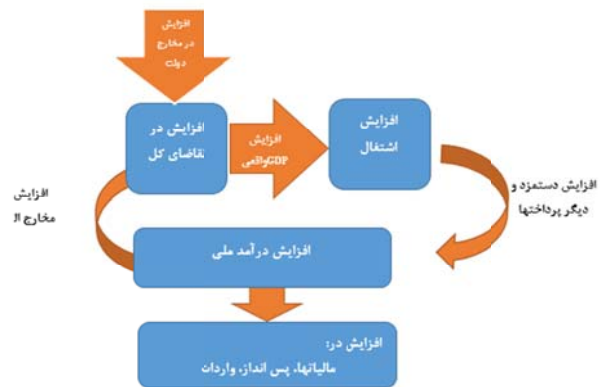 افزایش
در مخارج
دولت
افزایش در
تقاضای کل
افزایش
GDPواقعی
افزایش
اشتغال
افزایش دستمزد و
دیگر پرداختها
افزایش
مخارج ال
افزایش درآمد ملی
افزایش در:
مالیاتها، پس انداز، واردات